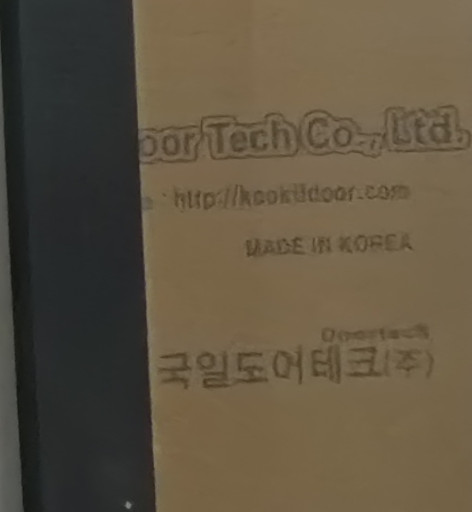 oor Tech Co., Ltd.
: http://kookildoor.com
MADE IN KOREA
Doortech
국일도어테크(주)